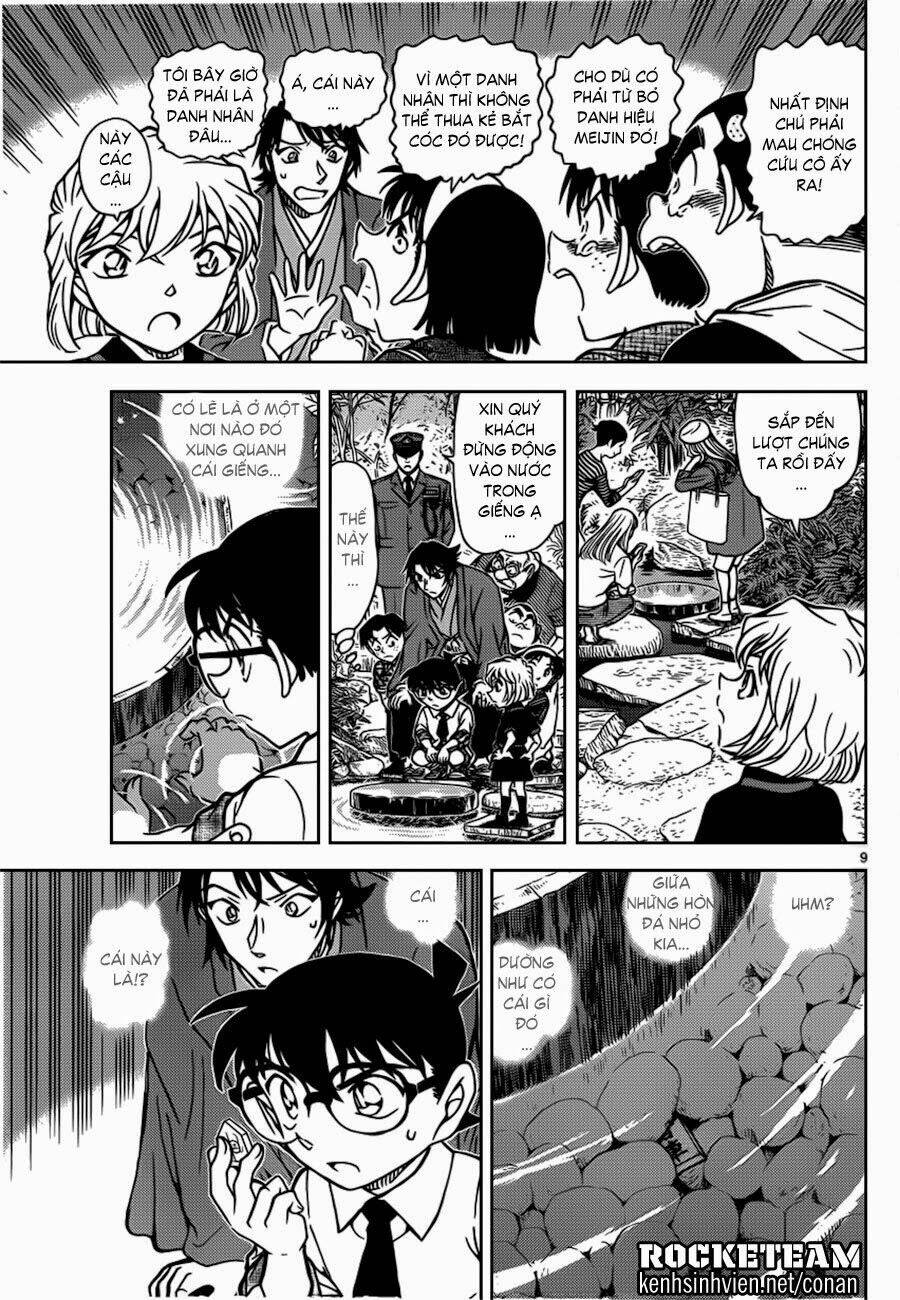 NHẤT ĐỊNH
CHÚ PHẢI
MAU CHÓNG
CỨU CÔ ẤY
RA!
CHO DÙ CÓ
PHẢI TỪ BỎ
DANH HIỆU
MEIJIN ĐÓ!
VÌ MỘT DANH
NHÂN THÌ KHÔNG
THỂ THUA KẺ BẮT
CÓC ĐÓ ĐƯỢC!
Á, CÁI NÀY
...
TÔI BÂY GIỜ
ĐÃ PHẢI LÀ
DANH NHÂN
ĐÂU...
NÀY
CÁC
CẬU
...
SẮP ĐẾN
LƯỢT CHÚNG
TA RỒI ĐẤY
...
XIN QUÝ
KHÁCH
ĐỪNG ĐỘNG
VÀO NƯỚC
TRONG
GIẾNG Ạ
THẾ
NÀY
THÌ
...
CÓ LẼ LÀ Ở MỘT
NƠI NÀO ĐÓ
XUNG QUANH
CÁI GIẾNG...
9
UHM?
GIỮA
NHỮNG HÒN
ĐÁ NHỎ
KIA...
DƯỜNG
NHƯ CÓ
CÁI GÌ
ĐÓ
...
CÁI
...
CÁI NÀY
LÀ!?
ROCKETEAM
kenhsinhvien.net/conan